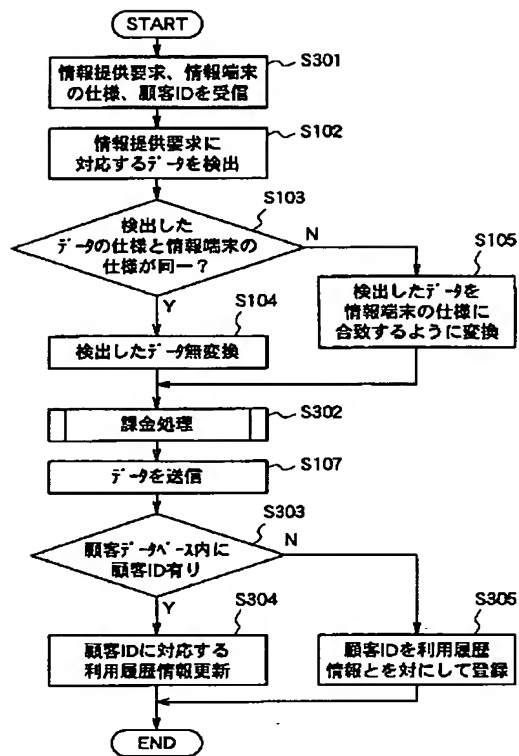 START
情報提供要求、情報端末
の仕様、顧客IDを受信
S301
情報提供要求に
対応するデータを検出
S102
検出した
データの仕様と情報端末の
仕様が同一?
S103
N
Y
S104
検出したデータ無変換
S105
検出したデータを
情報端末の仕様に
合致するように変換
課金処理
S302
データを送信
S107
S303
顧客データベース内に
顧客ID有り
N
Y
S304
顧客IDに対応する
利用履歴情報更新
S305
顧客IDを利用履歴
情報とを対にして登録
END